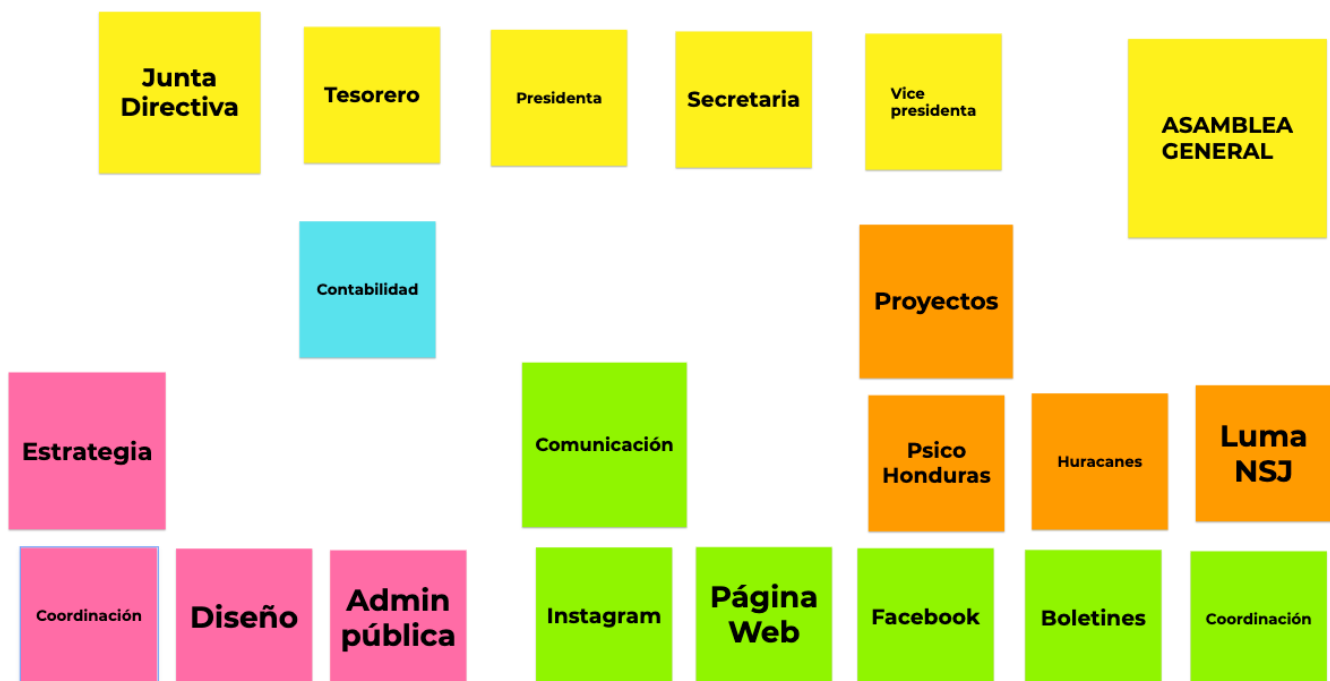 Junta
Directiva
Tesorero
Presidenta
Secretaria
Vice
presidenta
ASAMBLEA
GENERAL
Contabilidad
Proyectos
Estrategia
Comunicación
Psico
Honduras
Huracanes
Luma
NSJ
Coordinación
Diseño
Admin
pública
Instagram
Página
Web
Facebook
Boletines
Coordinación